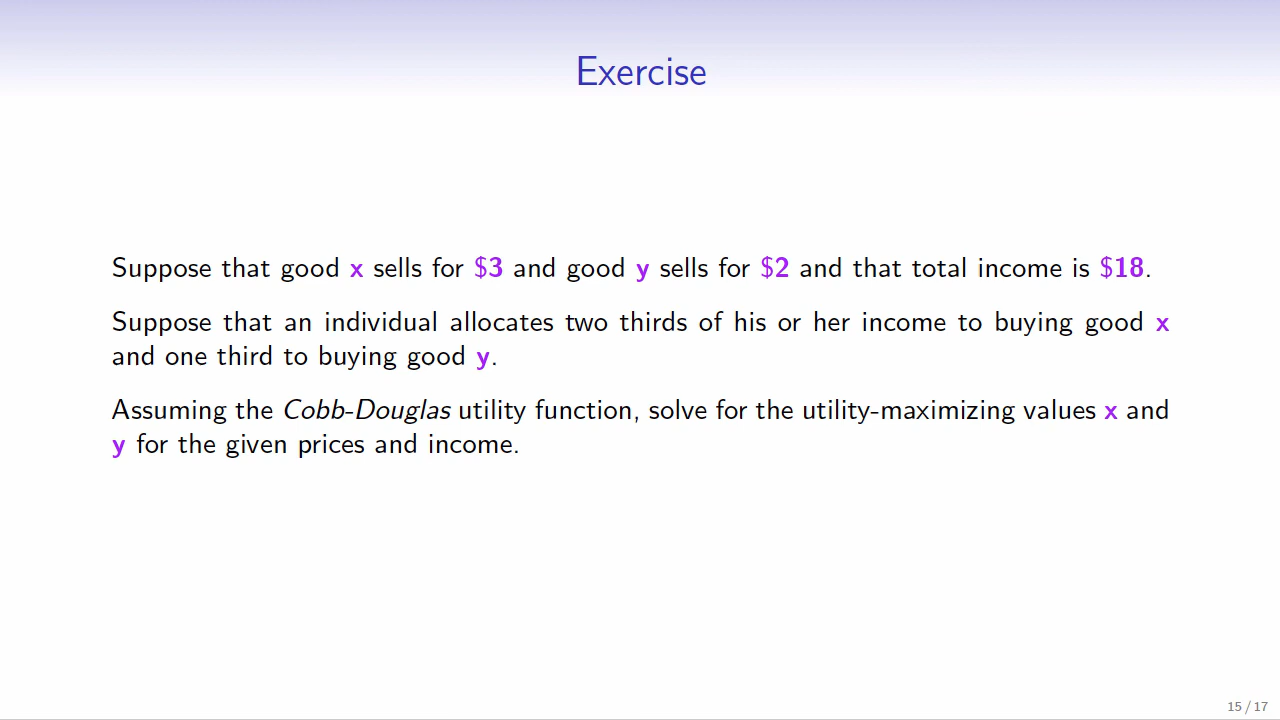 Exercise
Suppose that good x sells for $3 and good y sells for $2 and that total income is $18.
Suppose that an individual allocates two thirds of his or her income to buying good x
and one third to buying good y.
Assuming the Cobb-Douglas utility function, solve for the utility-maximizing values x and
y for the given prices and income.
15 / 17